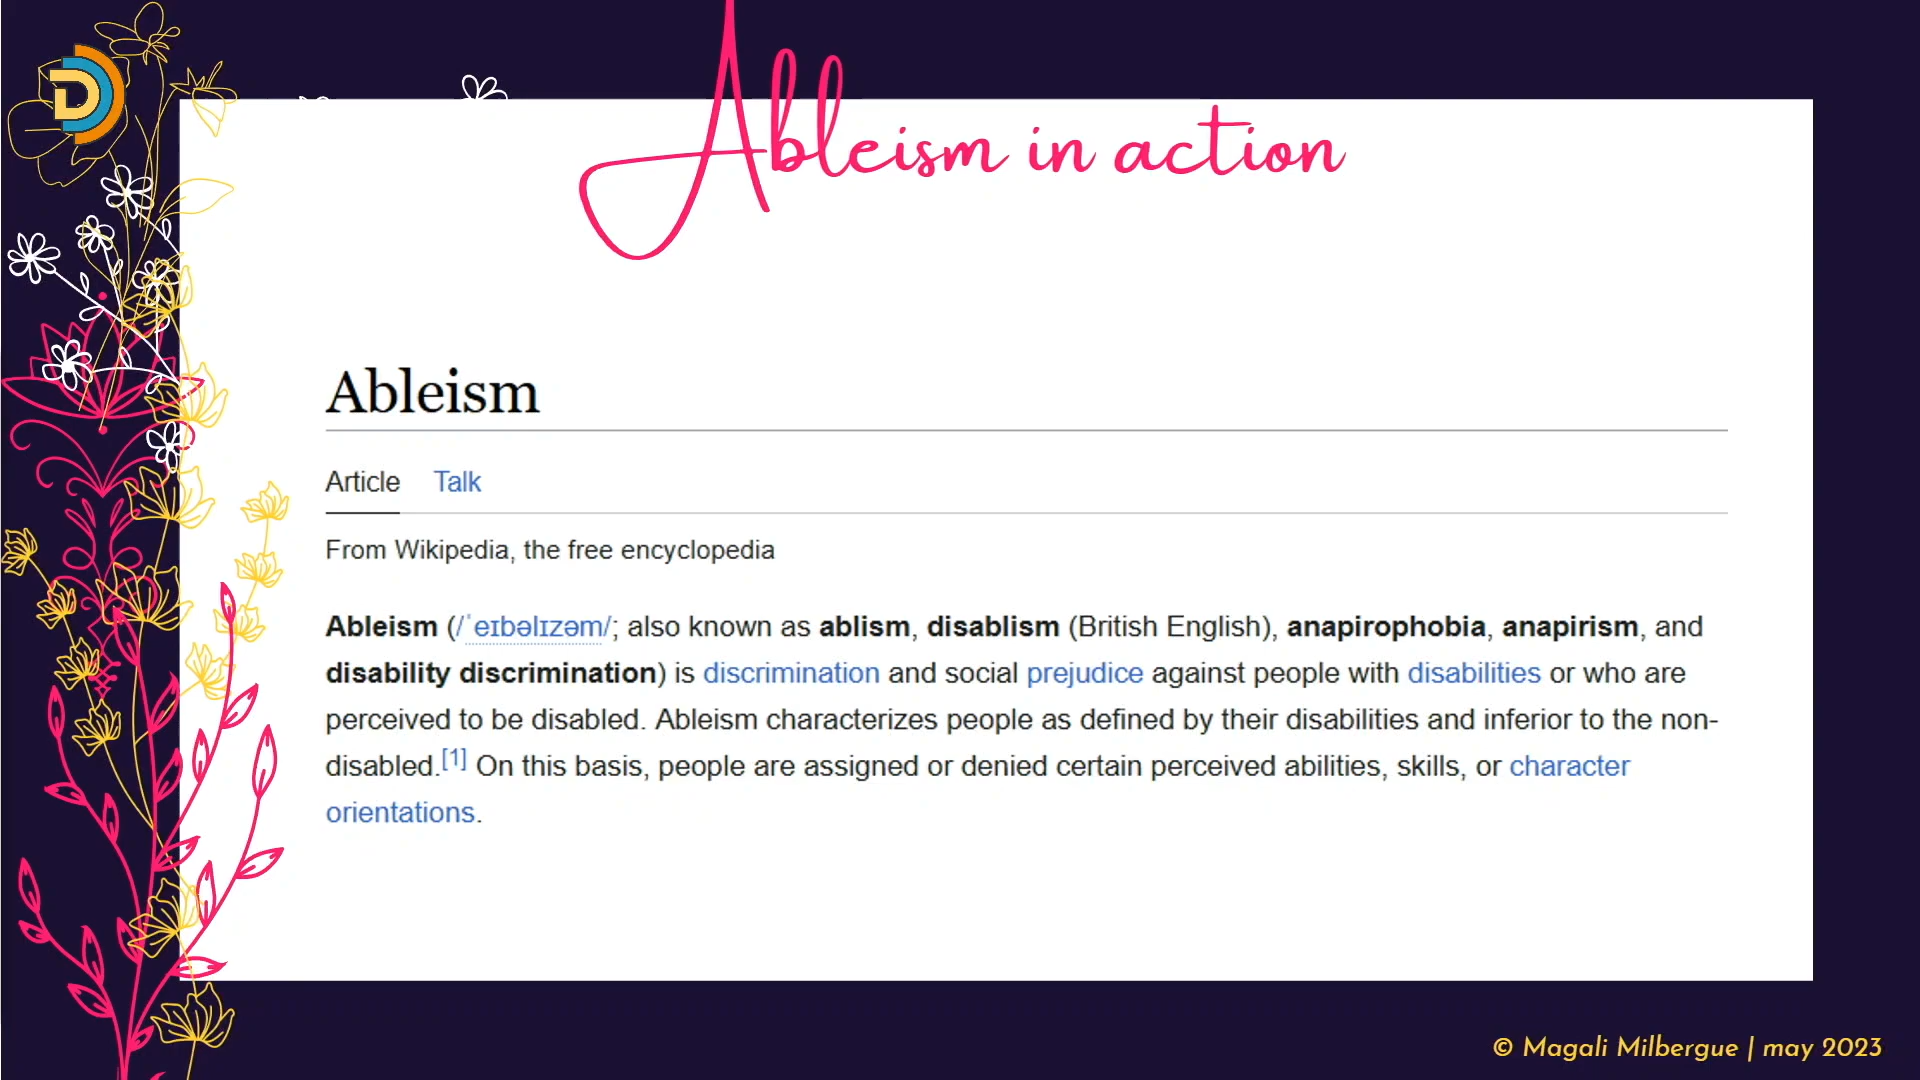 D
Ableism in action
Ableism
Article Talk
From Wikipedia, the free encyclopedia
Ableism (/ˈeɪbəlɪzəm/; also known as ablism, disablism (British English), anapirophobia, anapirism, and
disability discrimination) is discrimination and social prejudice against people with disabilities or who are
perceived to be disabled. Ableism characterizes people as defined by their disabilities and inferior to the non-
disabled.[1] On this basis, people are assigned or denied certain perceived abilities, skills, or character
orientations.
© Magali Milbergue | may 2023